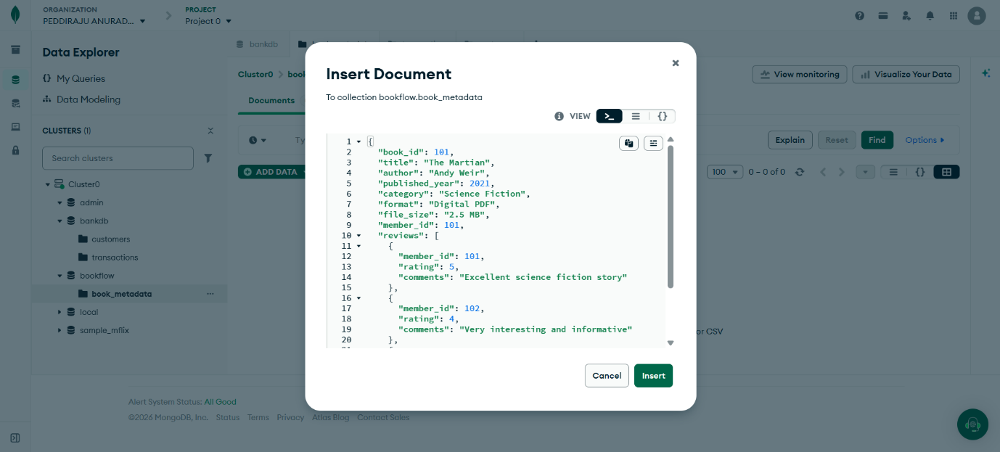 ORGANIZATION
PEDDIRAJU ANURAD...
PROJECT
Project 0
Data Explorer
My Queries
Data Modeling
CLUSTERS (1)
Search clusters
Cluster0
admin
bankdb
customers
transactions
bookflow
book_metadata
local
sample_mflix
bankdb
Cluster0
book
View monitoring
Visualize Your Data
Documents
Ty
Explain
Reset
Find
Options
ADD DATA
100
0 – 0 of 0
or CSV
Insert Document
To collection bookflow.book_metadata
VIEW
1 {
2 "book_id": 101,
3 "title": "The Martian",
4 "author": "Andy Weir",
5 "published_year": 2021,
6 "category": "Science Fiction",
7 "format": "Digital PDF",
8 "file_size": "2.5 MB",
9 "member_id": 101,
10 "reviews": [
11 {
12 "member_id": 101,
13 "rating": 5,
14 "comments": "Excellent science fiction story"
15 },
16 {
17 "member_id": 102,
18 "rating": 4,
19 "comments": "Very interesting and informative"
20 },
Cancel
Insert
Alert System Status: All Good
©2026 MongoDB, Inc. Status Terms Privacy Atlas Blog Contact Sales